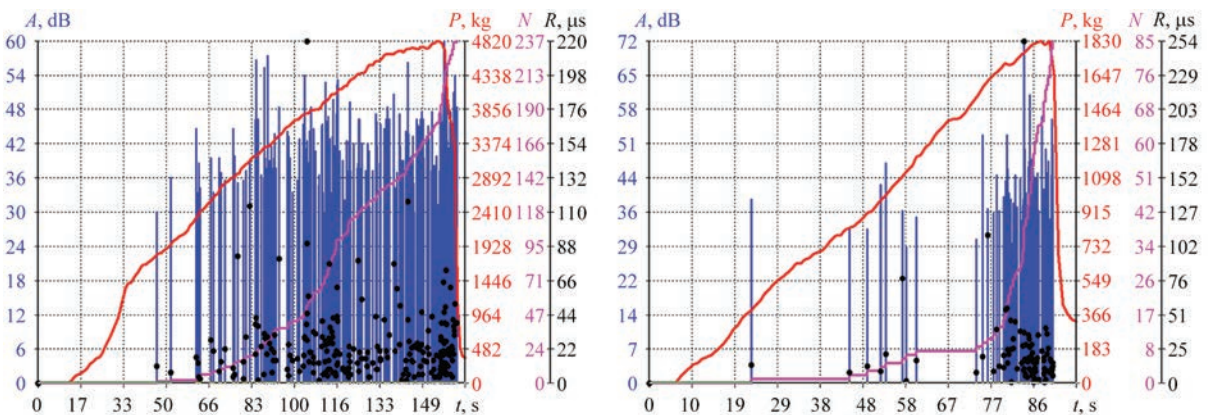 A, dB P, kg N R, µs A, dB P, kg N R, µs
60 4820 237 220 72 1830 85 254
54 4338 213 198 65 1647 76 229
48 3856 190 176 58 1464 68 203
42 3374 166 154 51 1281 60 178
36 2892 142 132 44 1098 52 152
30 2410 118 110 36 915 42 127
24 1928 95 88 29 732 34 102
18 1446 71 66 22 549 26 76
12 964 47 44 14 366 17 51
6 482 24 22 7 183 8 25
0 0 0 0 0 0 0 0
0 17 33 50 66 83 100 116 133 149 t, s 0 10 19 29 38 48 58 67 77 86 t, s